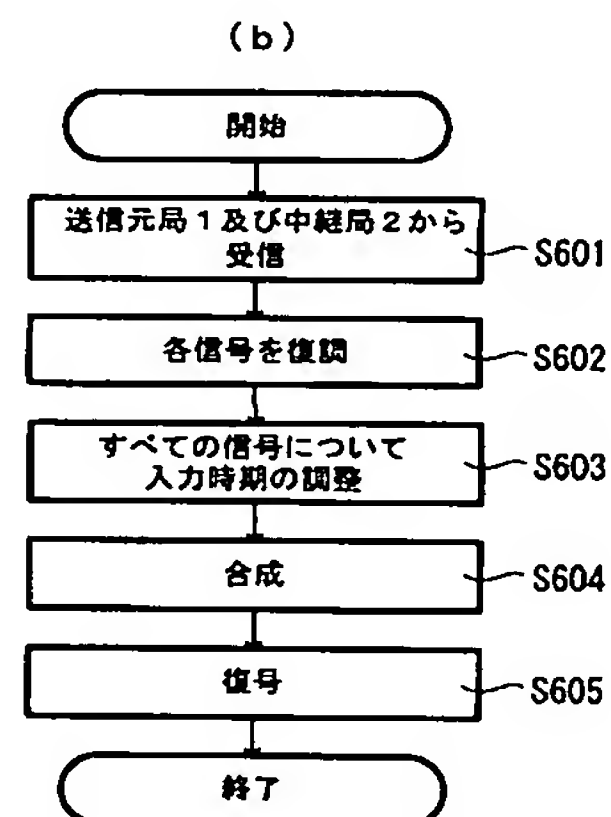 (b)
開始
送信元局1及び中継局2から
受信
S601
各信号を復調
S602
すべての信号について
入力時期の調整
S603
合成
S604
復号
S605
終了